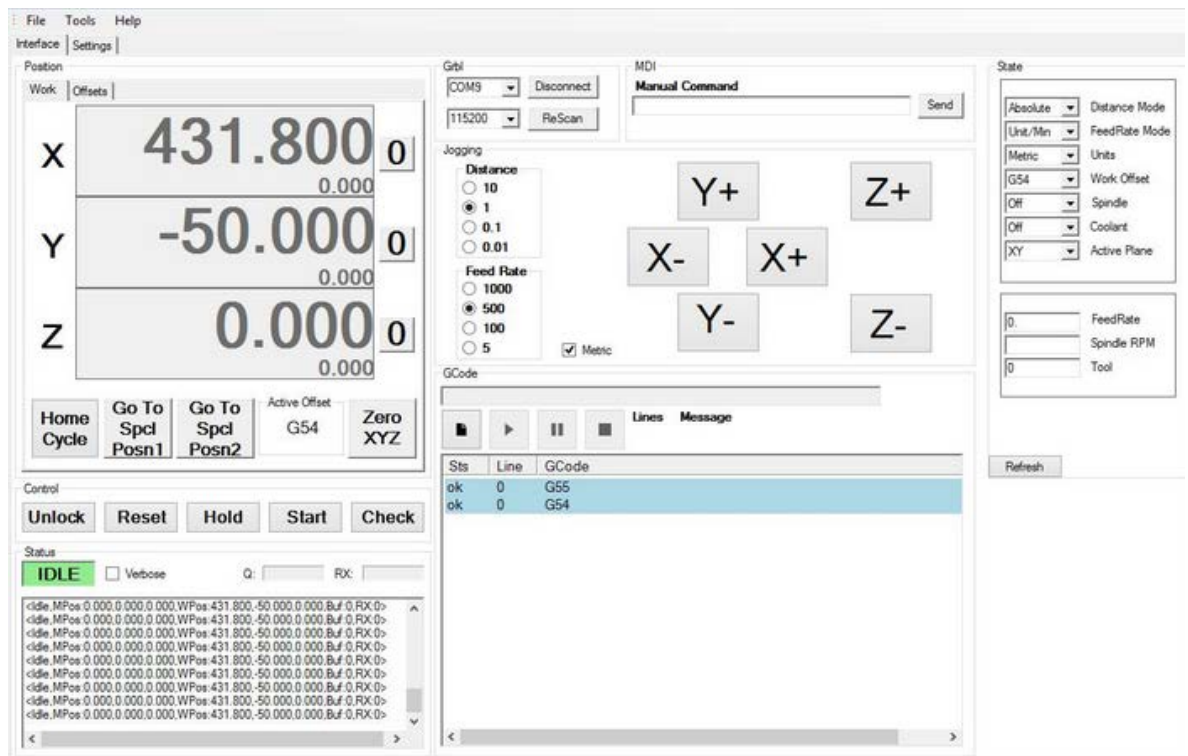 File Tools Help
Interface Settings
Position
Work Offsets
X 431.800 0
0.000
Y -50.000 0
0.000
Z 0.000 0
0.000
Home Cycle
Go To Spcl Posn1
Go To Spcl Posn2
Active Offset
G54
Zero XYZ
Control
Unlock Reset Hold Start Check
Status
IDLE Verbose Q: RX:
<Idle,MPos:0.000,0.000,0.000,WPos:431.800,-50.000,0.000,Buf:0,RX:0>
<Idle,MPos:0.000,0.000,0.000,WPos:431.800,-50.000,0.000,Buf:0,RX:0>
<Idle,MPos:0.000,0.000,0.000,WPos:431.800,-50.000,0.000,Buf:0,RX:0>
<Idle,MPos:0.000,0.000,0.000,WPos:431.800,-50.000,0.000,Buf:0,RX:0>
<Idle,MPos:0.000,0.000,0.000,WPos:431.800,-50.000,0.000,Buf:0,RX:0>
<Idle,MPos:0.000,0.000,0.000,WPos:431.800,-50.000,0.000,Buf:0,RX:0>
<Idle,MPos:0.000,0.000,0.000,WPos:431.800,-50.000,0.000,Buf:0,RX:0>
<Idle,MPos:0.000,0.000,0.000,WPos:431.800,-50.000,0.000,Buf:0,RX:0>
<Idle,MPos:0.000,0.000,0.000,WPos:431.800,-50.000,0.000,Buf:0,RX:0>
Grbl
COM9 Disconnect
115200 ReScan
MDI
Manual Command
Send
Jogging
Distance
10
1
0.1
0.01
Feed Rate
1000
500
100
5
Metric
Y+ Z+
X- X+
Y- Z-
GCode
Lines Message
Sts Line GCode
ok 0 G55
ok 0 G54
State
Absolute Distance Mode
Unit/Min FeedRate Mode
Metric Units
G54 Work Offset
Off Spindle
Off Coolant
XY Active Plane
0. FeedRate
Spindle RPM
0 Tool
Refresh